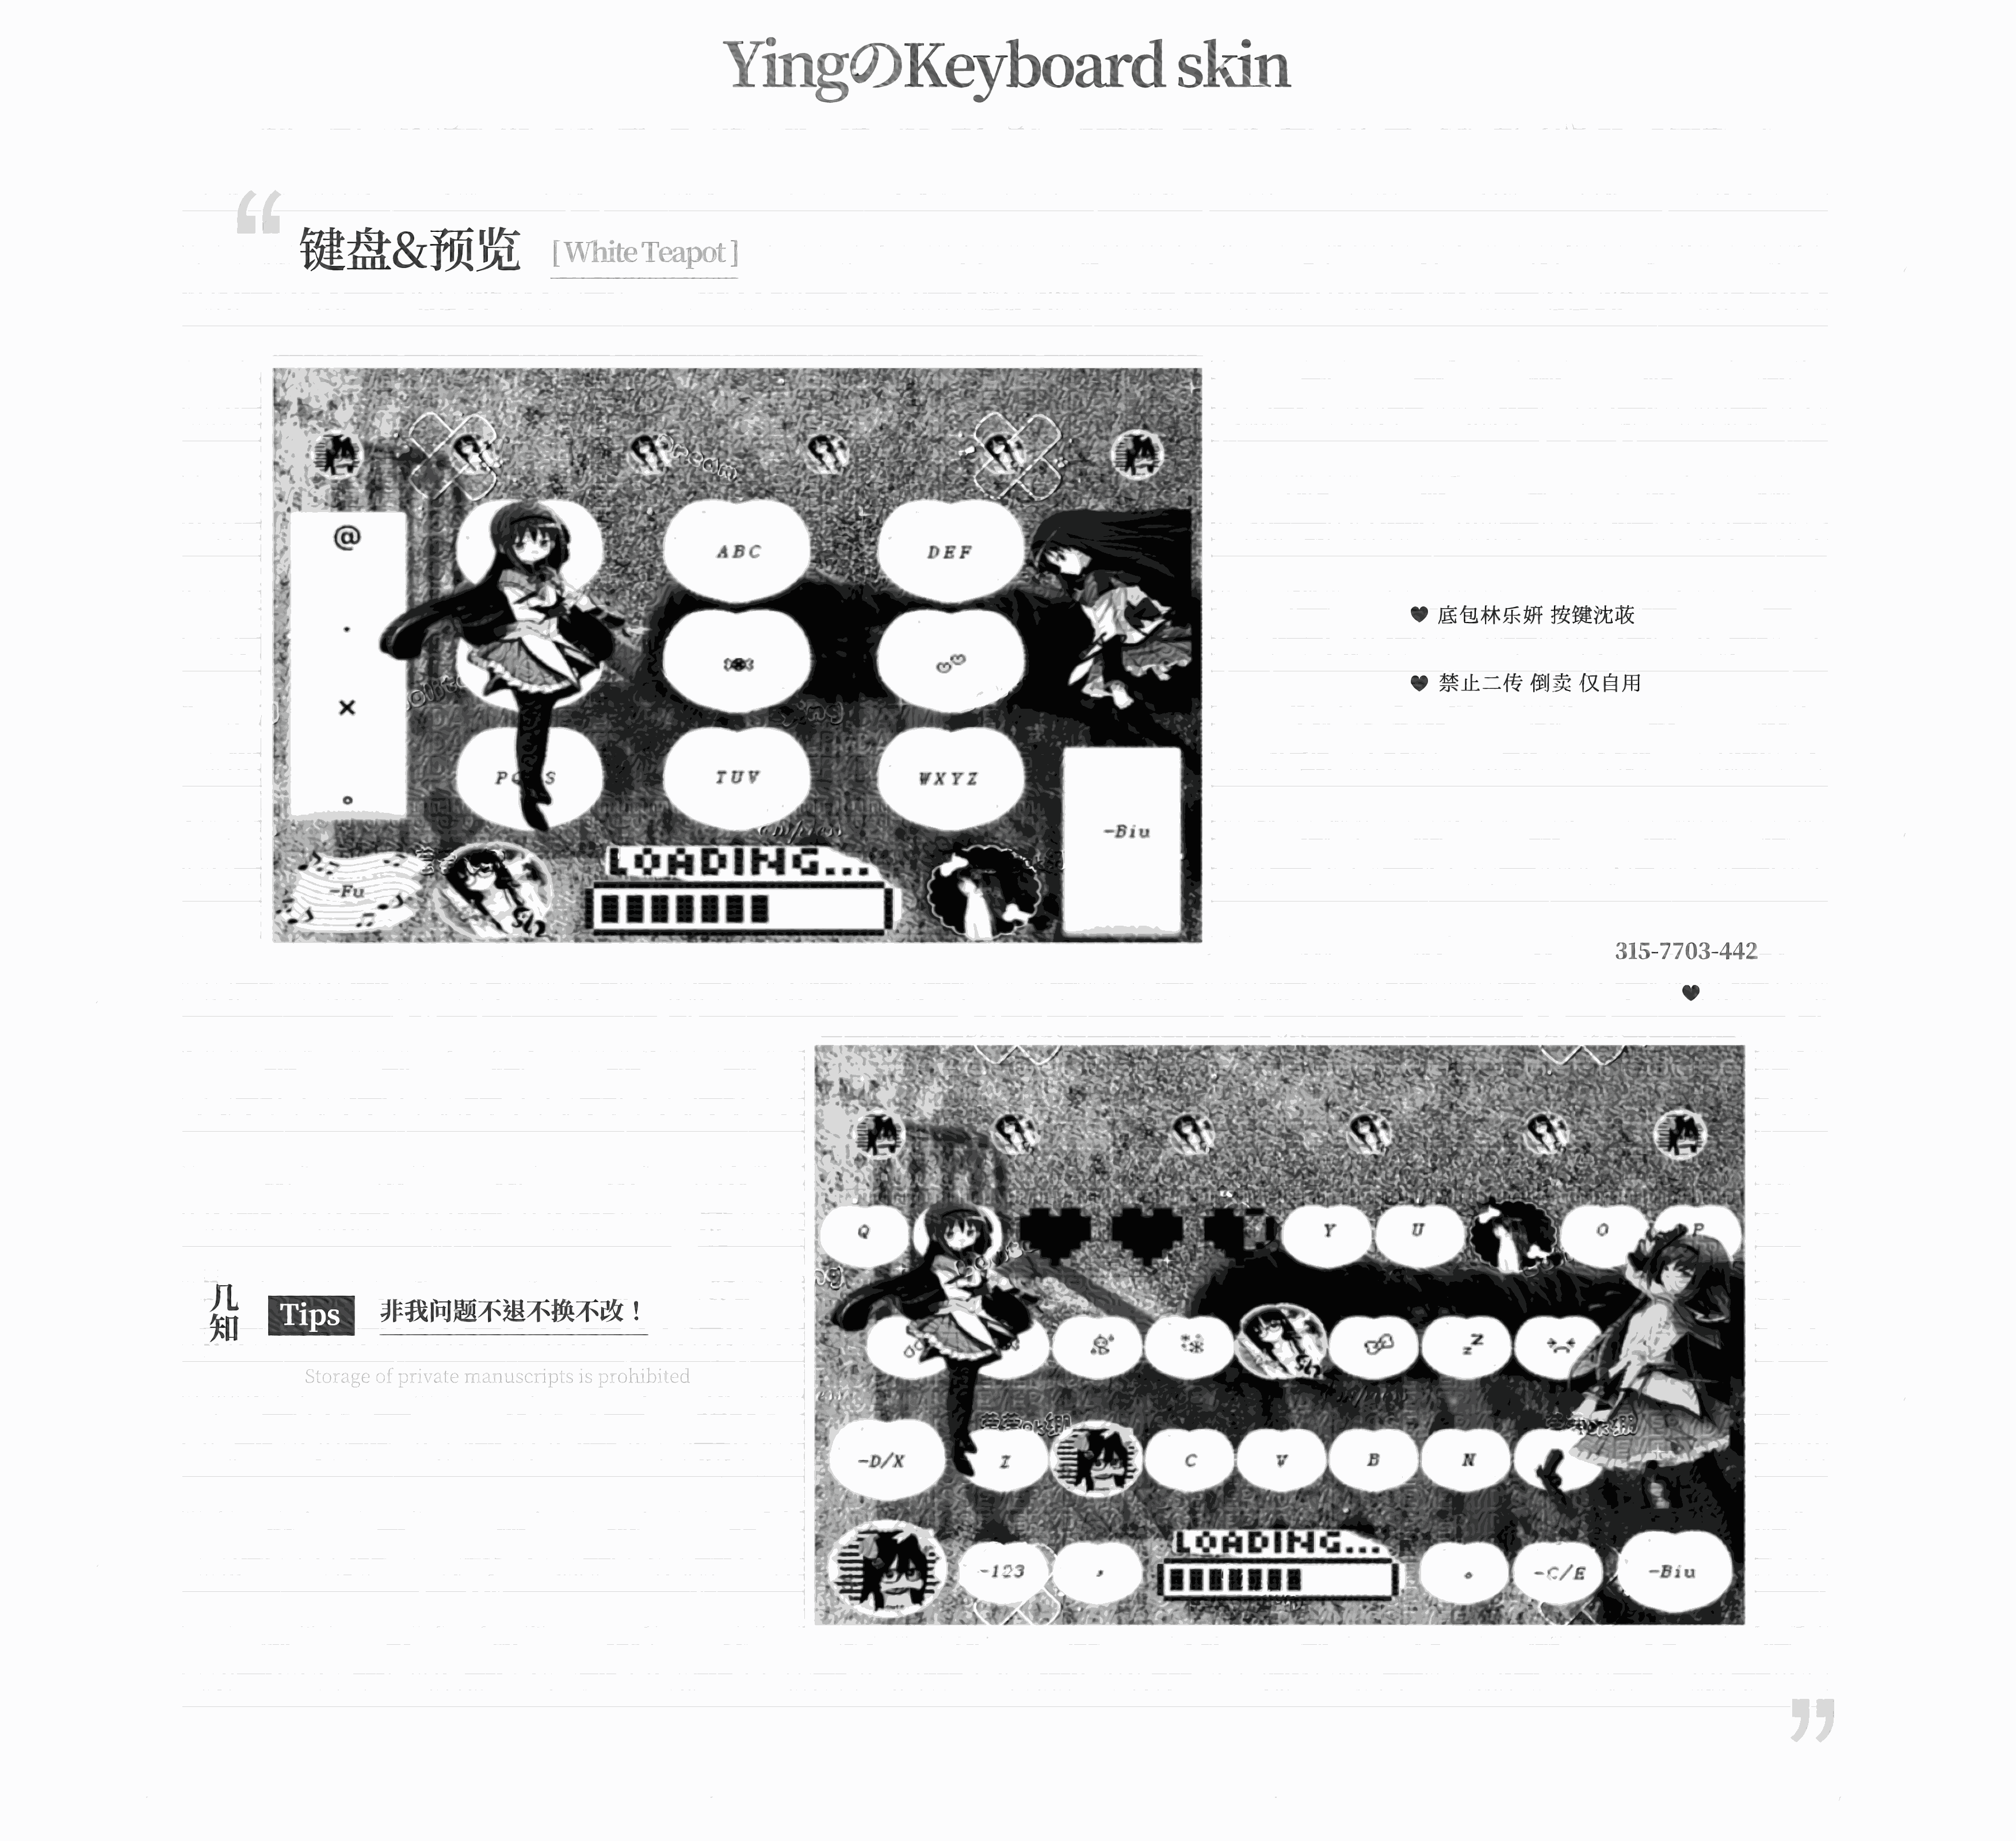 YingのKeyboard skin
“
键盘&预览 [ White Teapot ]
@
ABC
DEF
TUV
WXYZ
-Biu
-Fu
LOADING...
♥ 底包林乐妍 按键沈莜
♥ 禁止二传 倒卖 仅自用
315-7703-442
♥
Q
Y
U
O
P
-D/X
Z
C
V
B
N
LOADING...
-123
,
。
-C/E
-Biu
几知
Tips 非我问题不退不换不改！
Storage of private manuscripts is prohibited
”